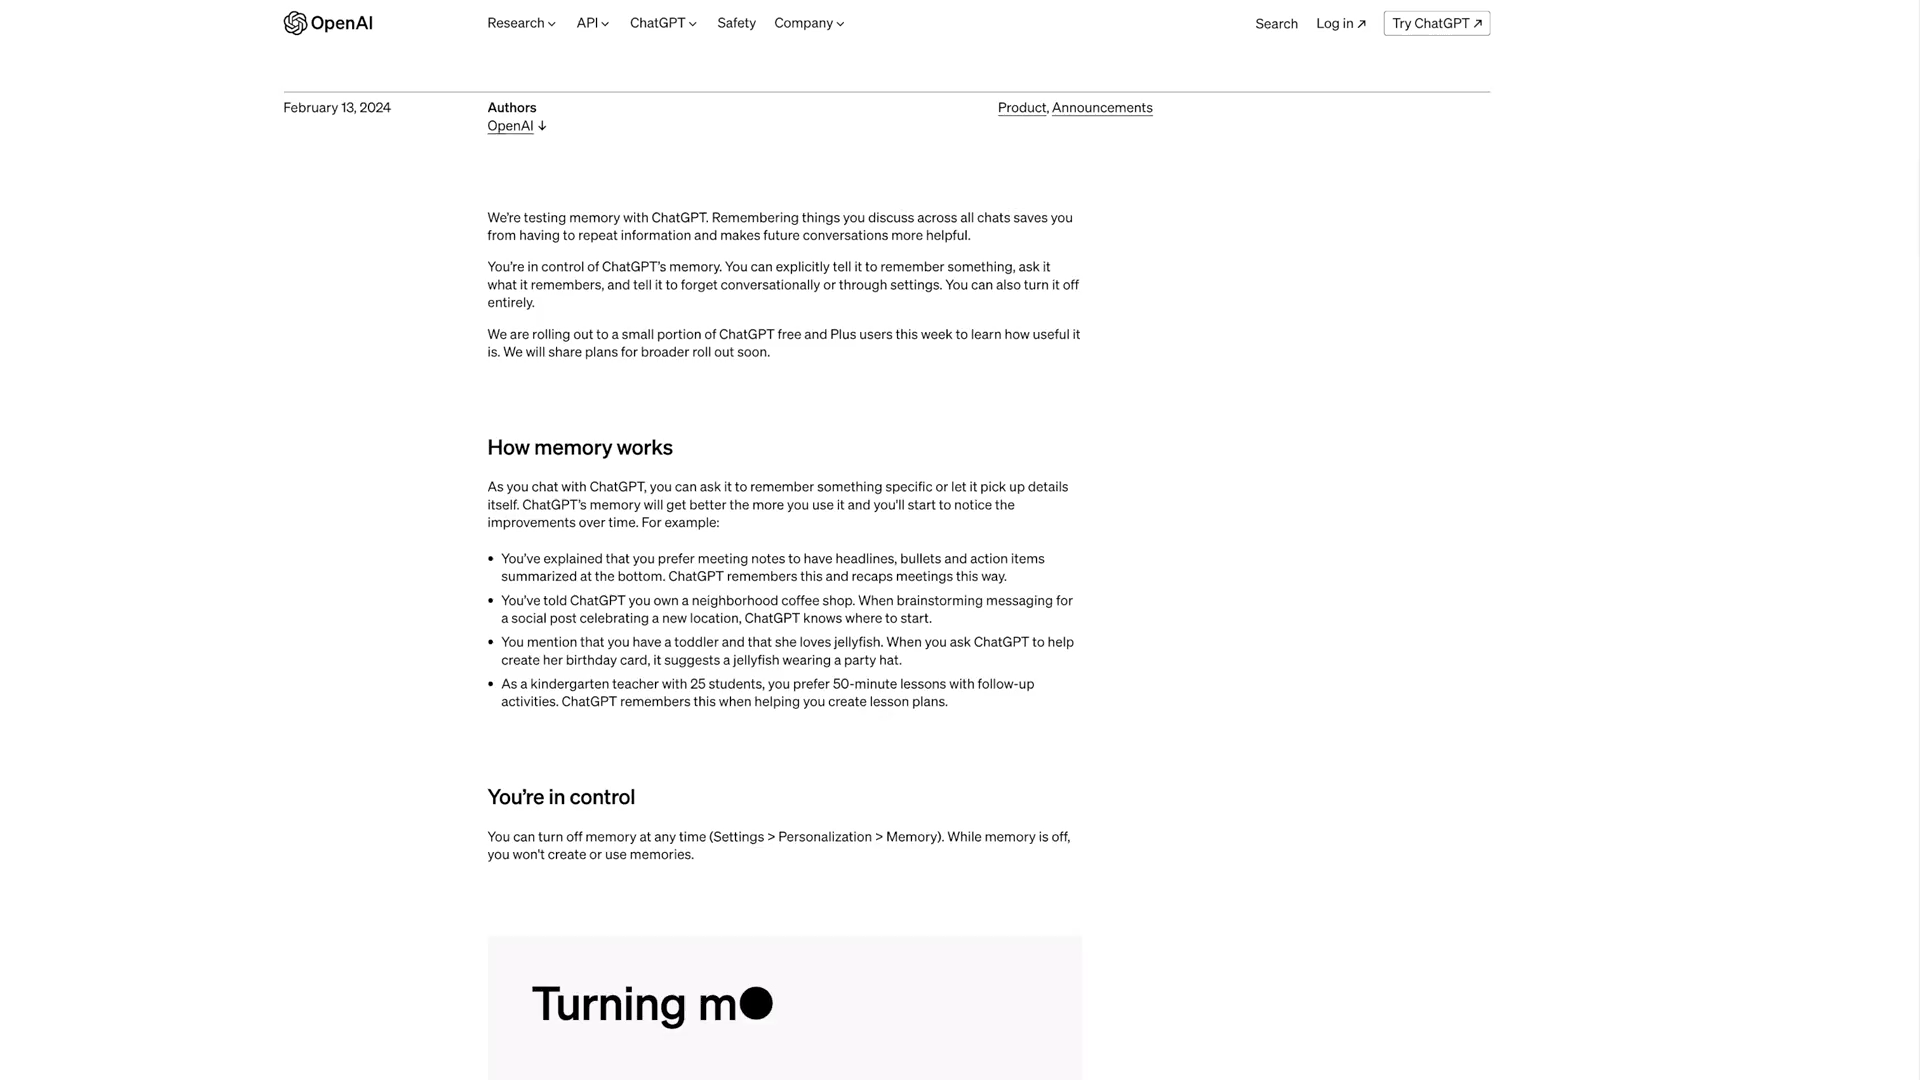 OpenAI
Research API ChatGPT Safety Company
Search Log in ↗ Try ChatGPT ↗
February 13, 2024
Authors
OpenAI ↓
Product, Announcements
We’re testing memory with ChatGPT. Remembering things you discuss across all chats saves you
from having to repeat information and makes future conversations more helpful.
You’re in control of ChatGPT’s memory. You can explicitly tell it to remember something, ask it
what it remembers, and tell it to forget conversationally or through settings. You can also turn it off
entirely.
We are rolling out to a small portion of ChatGPT free and Plus users this week to learn how useful it
is. We will share plans for broader roll out soon.
How memory works
As you chat with ChatGPT, you can ask it to remember something specific or let it pick up details
itself. ChatGPT’s memory will get better the more you use it and you'll start to notice the
improvements over time. For example:
• You’ve explained that you prefer meeting notes to have headlines, bullets and action items
summarized at the bottom. ChatGPT remembers this and recaps meetings this way.
• You’ve told ChatGPT you own a neighborhood coffee shop. When brainstorming messaging for
a social post celebrating a new location, ChatGPT knows where to start.
• You mention that you have a toddler and that she loves jellyfish. When you ask ChatGPT to help
create her birthday card, it suggests a jellyfish wearing a party hat.
• As a kindergarten teacher with 25 students, you prefer 50-minute lessons with follow-up
activities. ChatGPT remembers this when helping you create lesson plans.
You’re in control
You can turn off memory at any time (Settings > Personalization > Memory). While memory is off,
you won't create or use memories.
Turning m